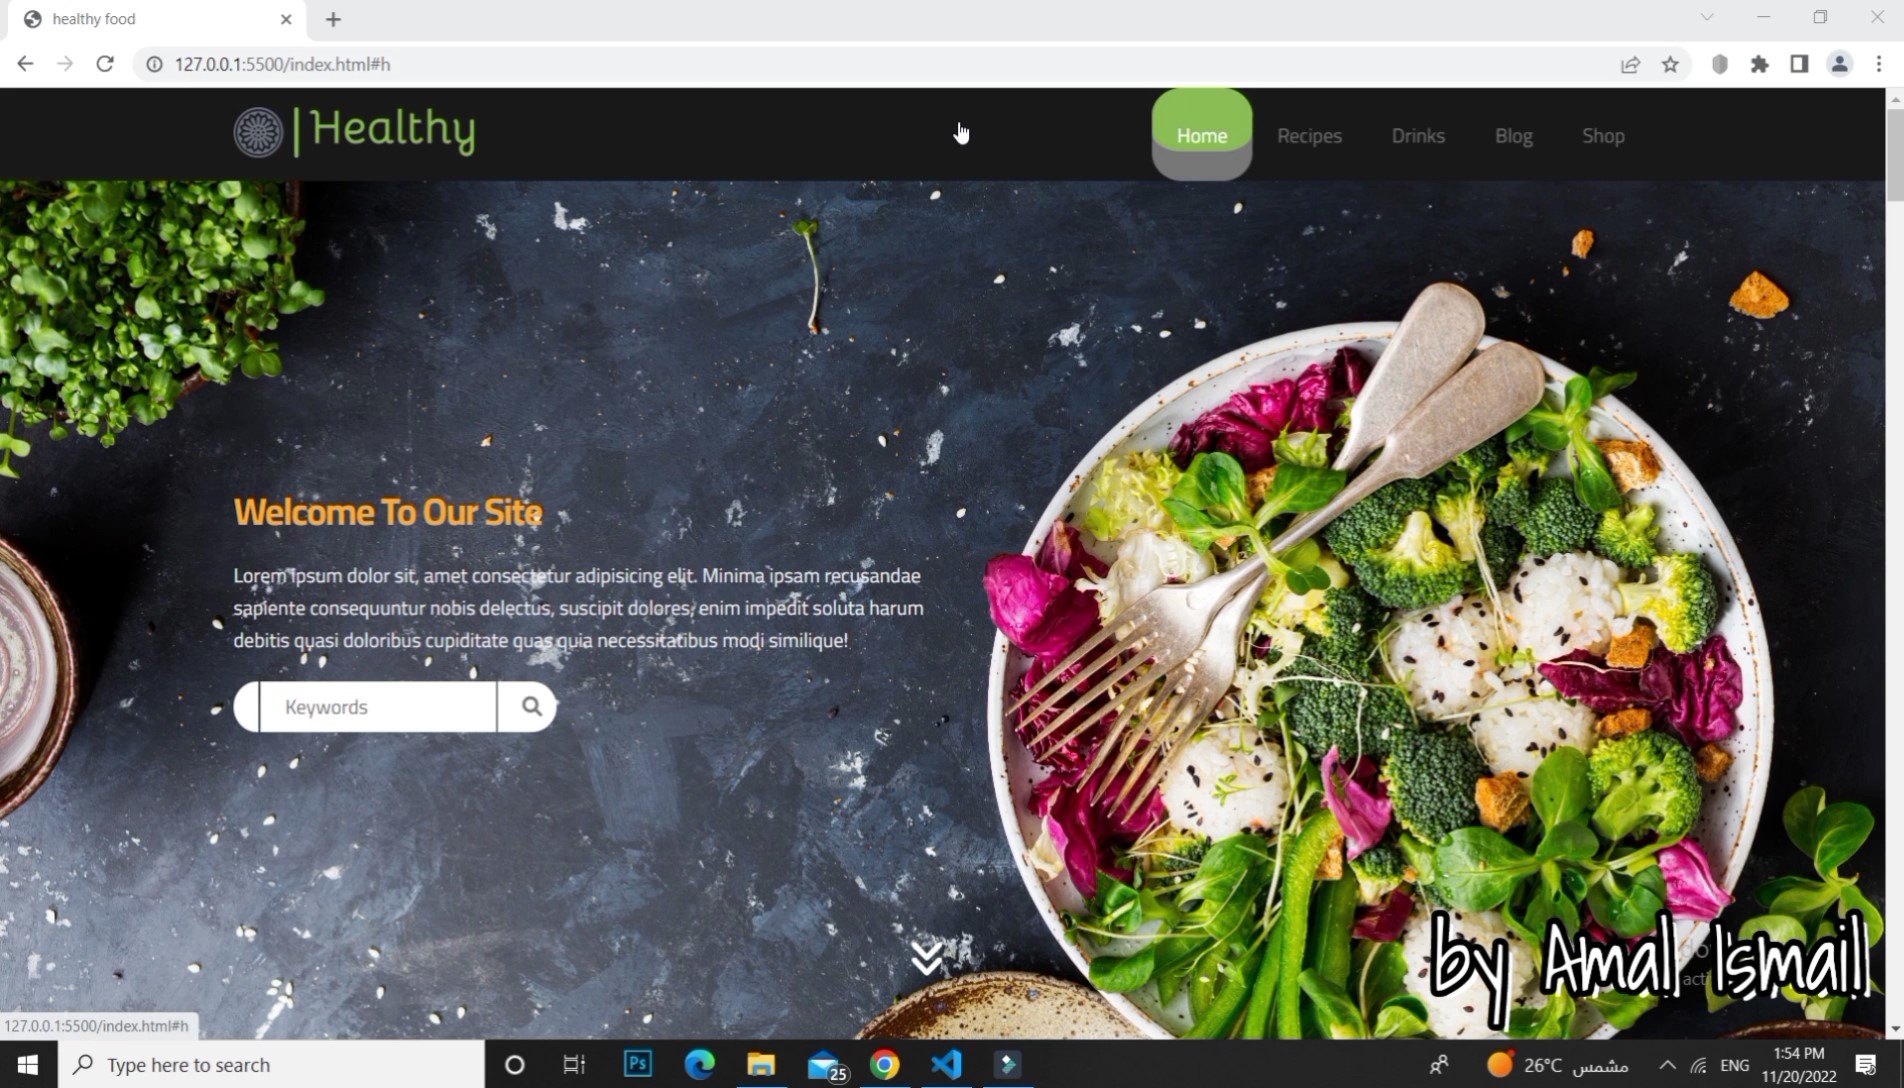 healthy food
127.0.0.1:5500/index.html#h
| Healthy
Home
Recipes
Drinks
Blog
Shop
Welcome To Our Site
Lorem ipsum dolor sit, amet consectetur adipisicing elit. Minima ipsam recusandae
sapiente consequuntur nobis delectus, suscipit dolores, enim impedit soluta harum
debitis quasi doloribus cupiditate quas quia necessitatibus modi similique!
Keywords
by Amal Ismail
127.0.0.1:5500/index.html#h
Type here to search
Ps
25
26°C مشمس
ENG
1:54 PM
11/20/2022